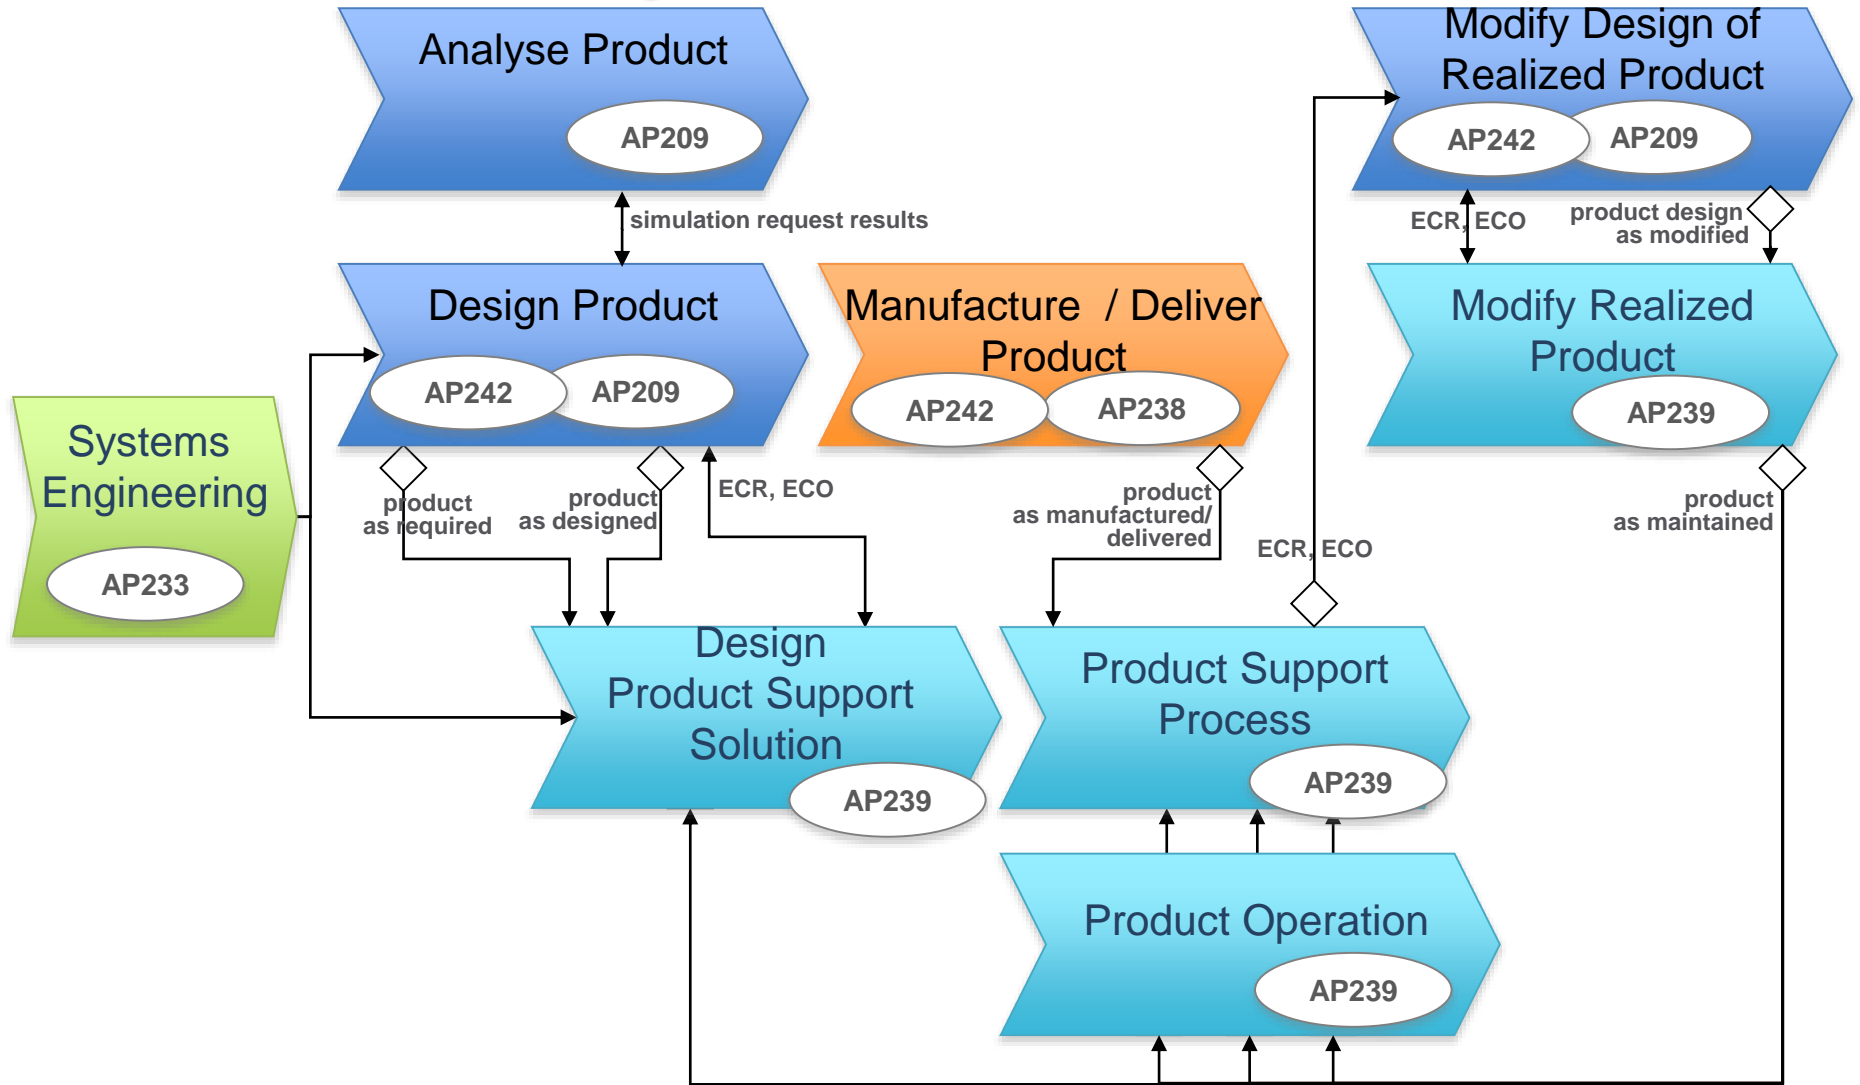 Analyse Product
AP209
Modify Design of
Realized Product
AP242
AP209
simulation request results
ECR, ECO
product design
as modified
Design Product
AP242
AP209
Manufacture / Deliver
Product
AP242
AP238
Modify Realized
Product
AP239
Systems
Engineering
AP233
product
as required
product
as designed
ECR, ECO
product
as manufactured/
delivered
ECR, ECO
product
as maintained
Design
Product Support
Solution
AP239
Product Support
Process
AP239
Product Operation
AP239